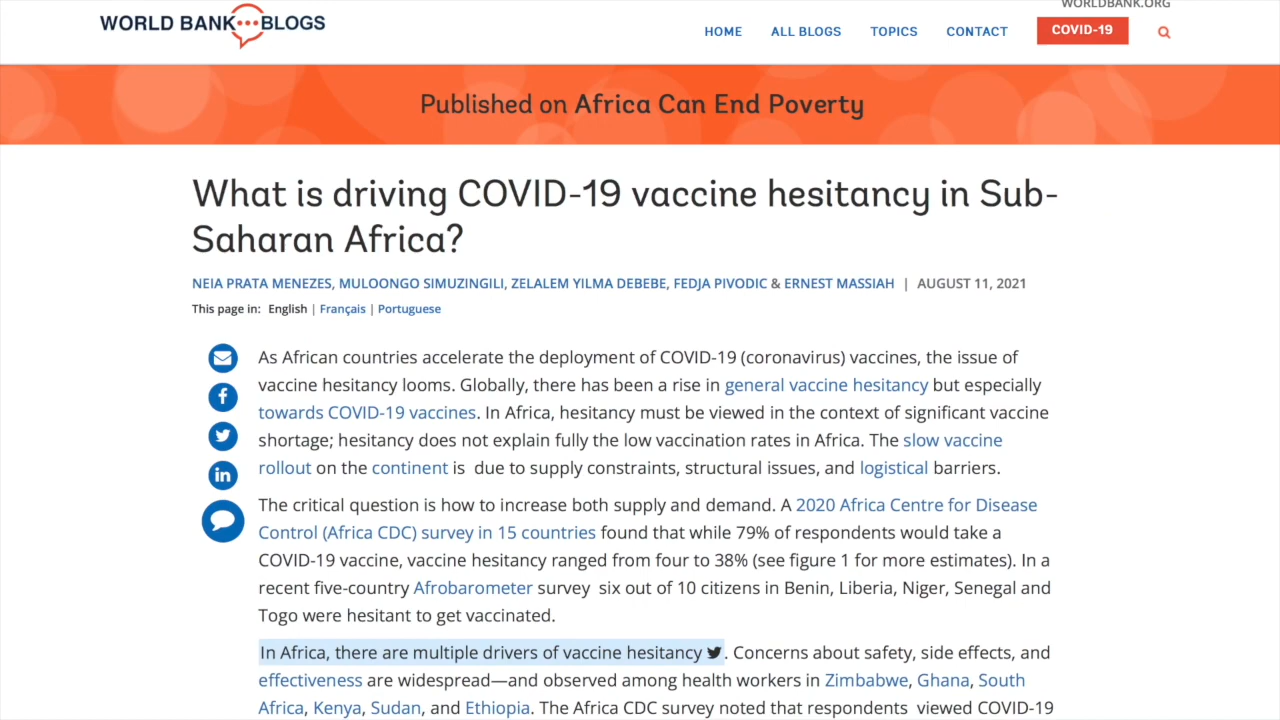 WORLDBANK.ORG
WORLD BANK BLOGS
HOME ALL BLOGS TOPICS CONTACT COVID-19
Published on Africa Can End Poverty
What is driving COVID-19 vaccine hesitancy in Sub-
Saharan Africa?
NEIA PRATA MENEZES, MULOONGO SIMUZINGILI, ZELALEM YILMA DEBEBE, FEDJA PIVODIC & ERNEST MASSIAH | AUGUST 11, 2021
This page in: English | Français | Portuguese
As African countries accelerate the deployment of COVID-19 (coronavirus) vaccines, the issue of
vaccine hesitancy looms. Globally, there has been a rise in general vaccine hesitancy but especially
towards COVID-19 vaccines. In Africa, hesitancy must be viewed in the context of significant vaccine
shortage; hesitancy does not explain fully the low vaccination rates in Africa. The slow vaccine
rollout on the continent is due to supply constraints, structural issues, and logistical barriers.
The critical question is how to increase both supply and demand. A 2020 Africa Centre for Disease
Control (Africa CDC) survey in 15 countries found that while 79% of respondents would take a
COVID-19 vaccine, vaccine hesitancy ranged from four to 38% (see figure 1 for more estimates). In a
recent five-country Afrobarometer survey six out of 10 citizens in Benin, Liberia, Niger, Senegal and
Togo were hesitant to get vaccinated.
In Africa, there are multiple drivers of vaccine hesitancy. Concerns about safety, side effects, and
effectiveness are widespread—and observed among health workers in Zimbabwe, Ghana, South
Africa, Kenya, Sudan, and Ethiopia. The Africa CDC survey noted that respondents viewed COVID-19